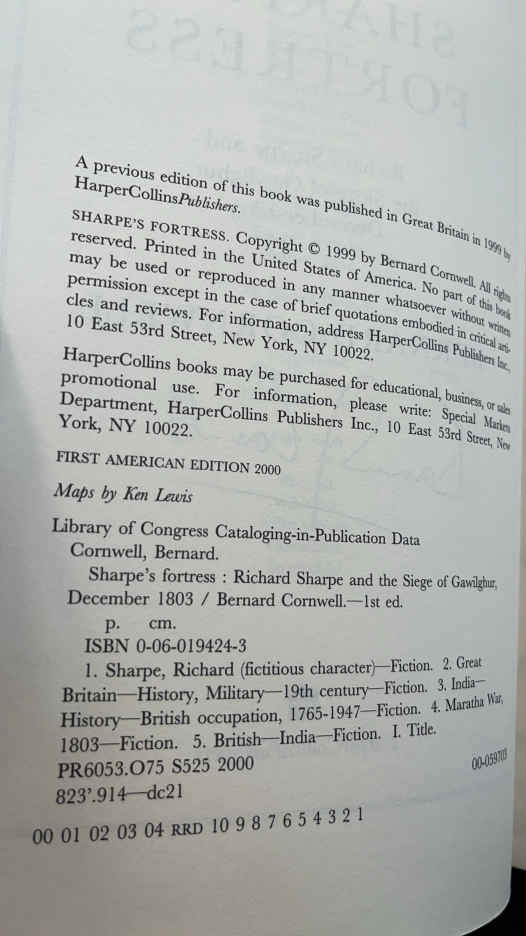 A previous edition of this book was published in Great Britain in 1999 by
HarperCollinsPublishers.
SHARPE'S FORTRESS. Copyright © 1999 by Bernard Cornwell. All rights
reserved. Printed in the United States of America. No part of this book
may be used or reproduced in any manner whatsoever without written
permission except in the case of brief quotations embodied in critical arti-
cles and reviews. For information, address HarperCollins Publishers Inc.,
10 East 53rd Street, New York, NY 10022.
HarperCollins books may be purchased for educational, business, or sales
promotional use. For information, please write: Special Markets
Department, HarperCollins Publishers Inc., 10 East 53rd Street, New
York, NY 10022.
FIRST AMERICAN EDITION 2000
Maps by Ken Lewis
Library of Congress Cataloging-in-Publication Data
Cornwell, Bernard.
Sharpe's fortress : Richard Sharpe and the Siege of Gawilghur,
December 1803 / Bernard Cornwell.—1st ed.
p. cm.
ISBN 0-06-019424-3
1. Sharpe, Richard (fictitious character)—Fiction. 2. Great
Britain—History, Military—19th century—Fiction. 3. India—
History—British occupation, 1765-1947—Fiction. 4. Maratha War,
1803—Fiction. 5. British—India—Fiction. I. Title.
PR6053.O75 S525 2000
823'.914—dc21
00-059703
00 01 02 03 04 RRD 10 9 8 7 6 5 4 3 2 1